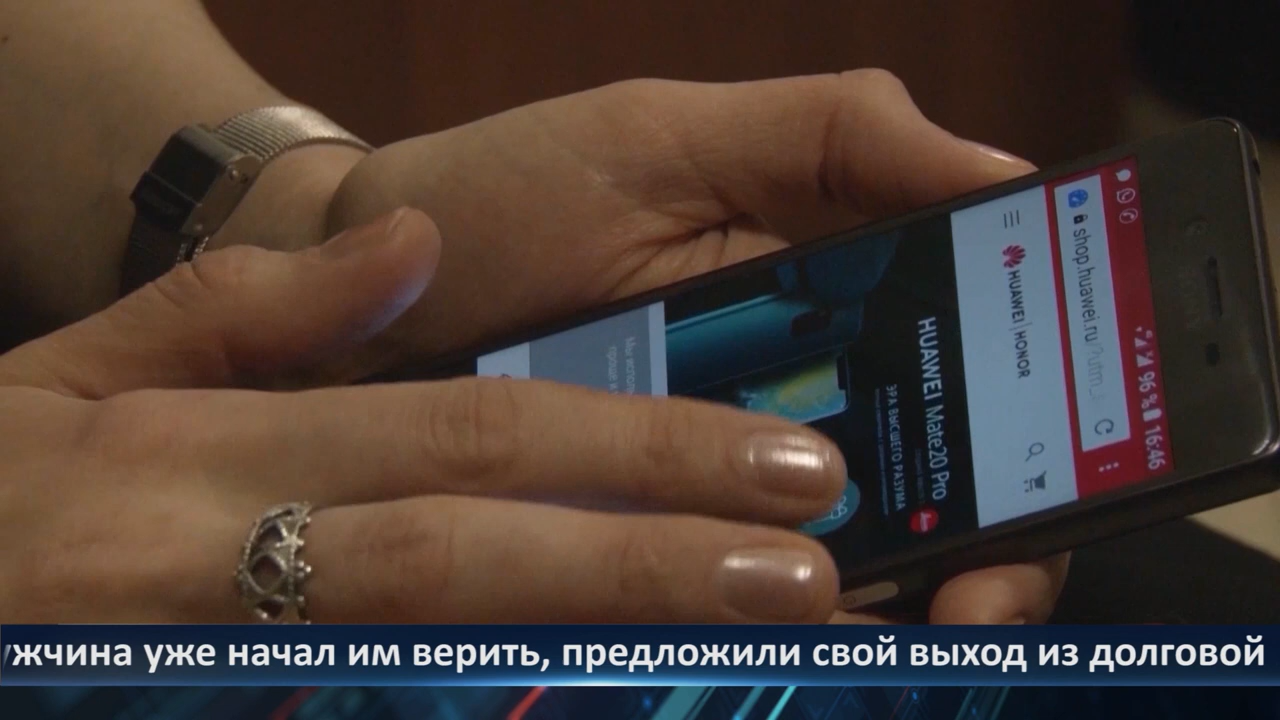 96 % 16:46
shop.huawei.ru/?utm_
HUAWEI | HONOR
HUAWEI Mate20 Pro
ЭРА ВЫСШЕГО РАЗУМА
жчина уже начал им верить, предложили свой выход из долговой